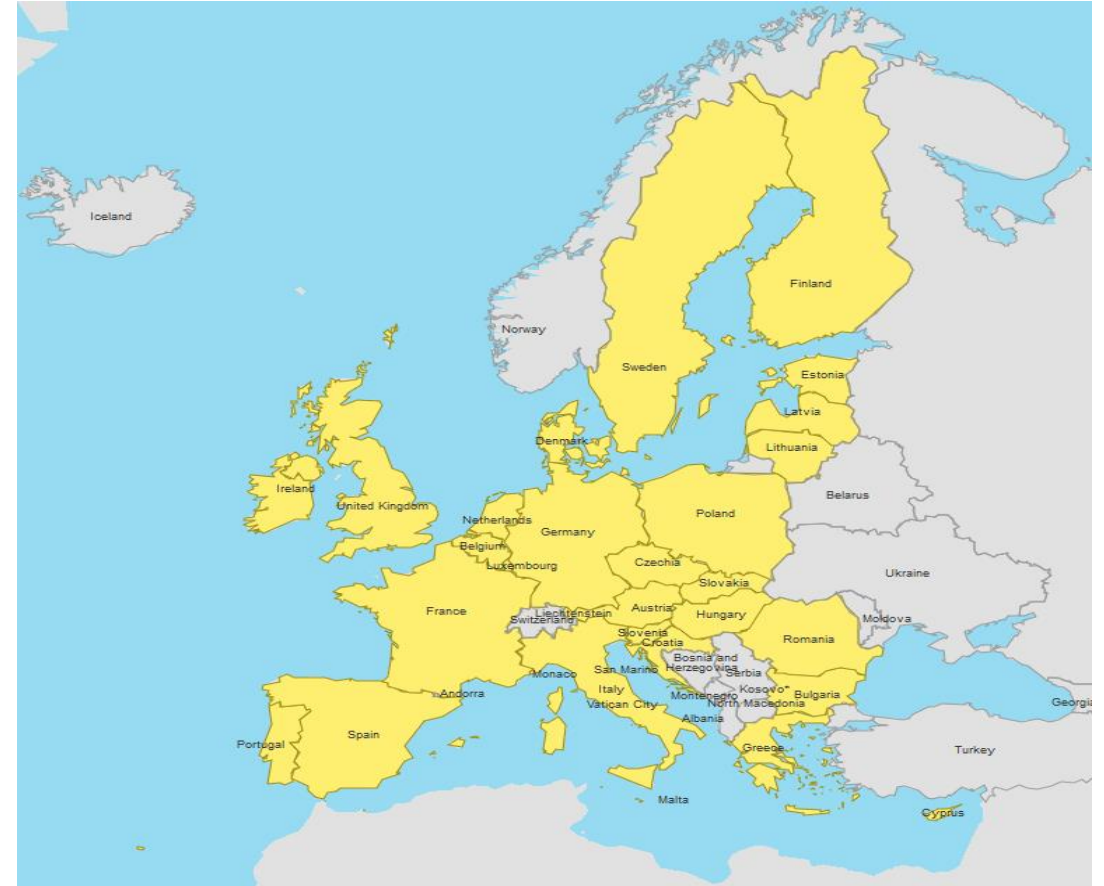 Iceland
Finland
Norway
Sweden
Estonia
Latvia
Denmark
Lithuania
Ireland
Belarus
United Kingdom
Netherlands
Poland
Germany
Belgium
Czechia
Luxembourg
Ukraine
Slovakia
France
Austria
Liechtenstein
Hungary
Switzerland
Moldova
Slovenia
Croatia
Romania
Bosnia and
Herzegovina
San Marino
Serbia
Monaco
Italy
Kosovo*
Andorra
Montenegro
Bulgaria
Vatican City
North Macedonia
Georgia
Albania
Spain
Portugal
Greece
Turkey
Malta
Cyprus